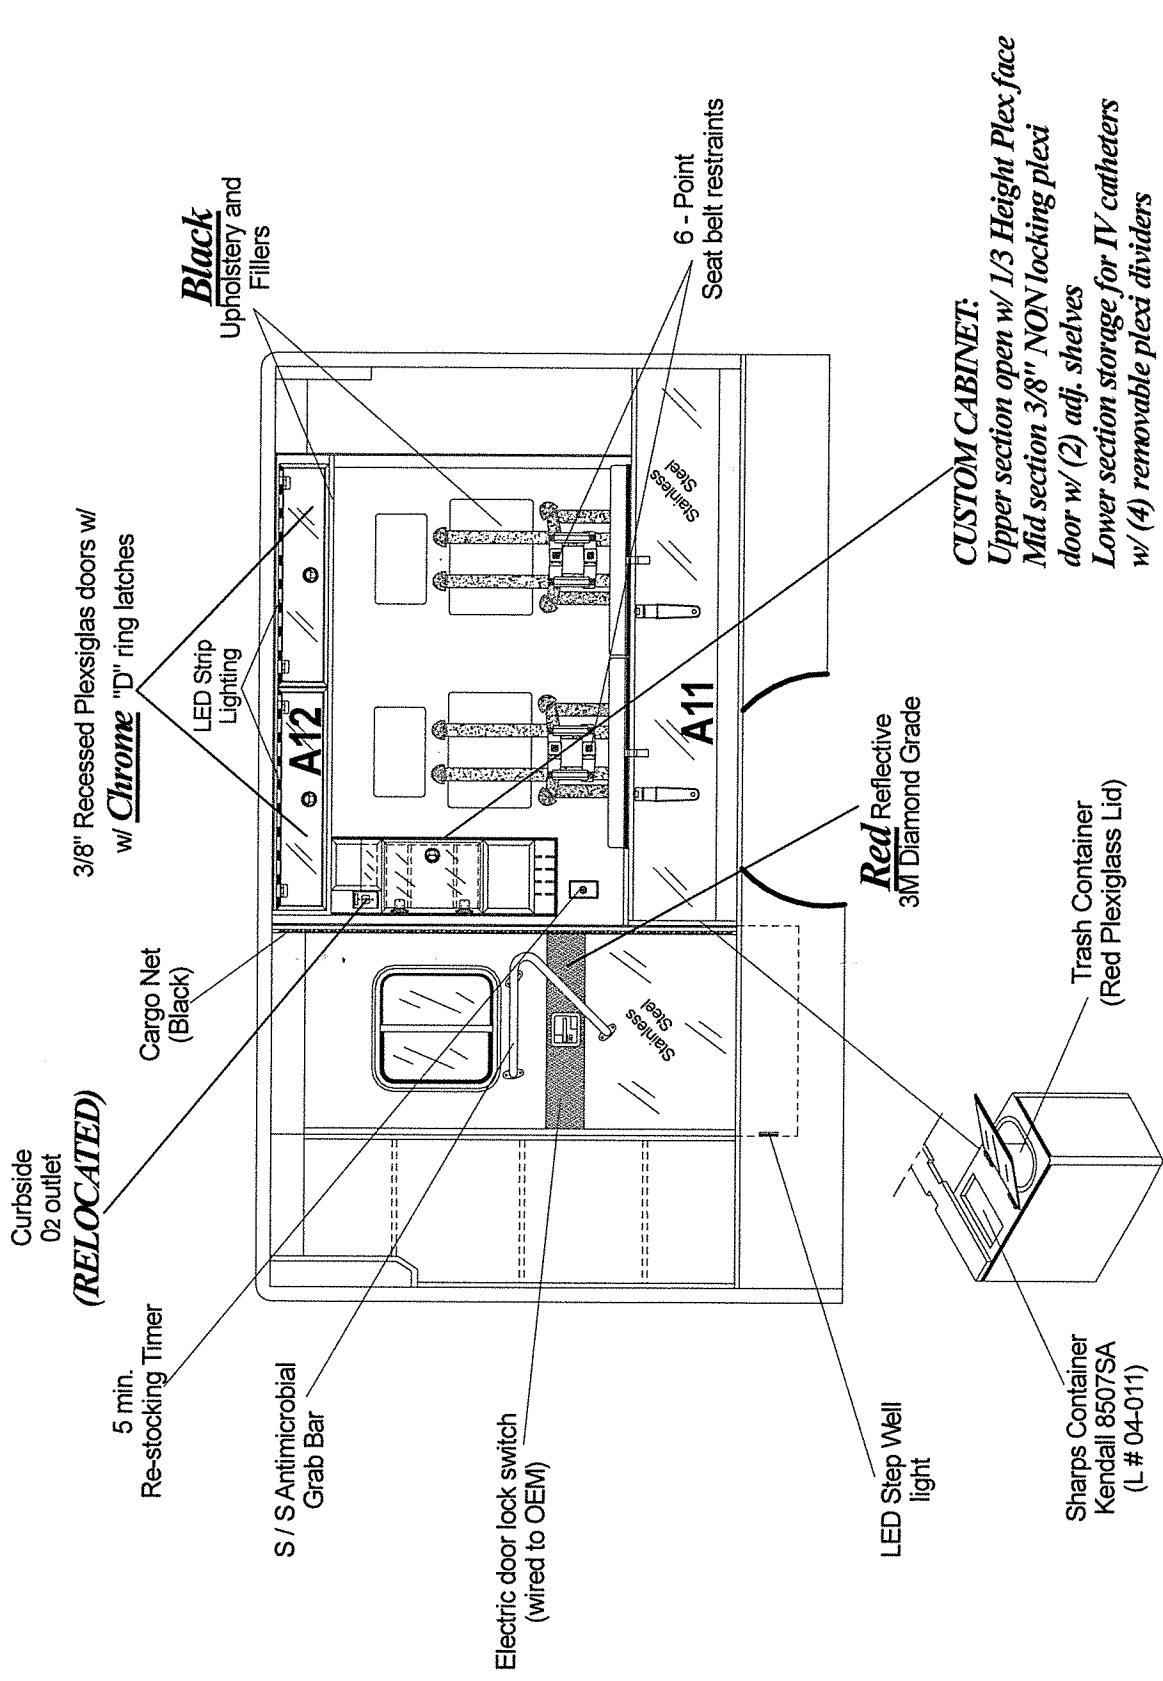 Curbside
O2 outlet
(RELOCATED)
5 min.
Re-stocking Timer
Cargo Net
(Black)
3/8" Recessed Plexsiglas doors w/
w/ Chrome "D" ring latches
LED Strip
Lighting
Black
Upholstery and
Fillers
6 - Point
Seat belt restraints
A12
A11
Stainless
Steel
Stainless
Steel
S / S Antimicrobial
Grab Bar
Electric door lock switch
(wired to OEM)
LED Step Well
light
Red Reflective
3M Diamond Grade
CUSTOM CABINET:
Upper section open w/ 1/3 Height Plex face
Mid section 3/8" NON locking plexi
door w/ (2) adj. shelves
Lower section storage for IV catheters
w/ (4) removable plexi dividers
Sharps Container
Kendall 8507SA
(L # 04-011)
Trash Container
(Red Plexiglass Lid)